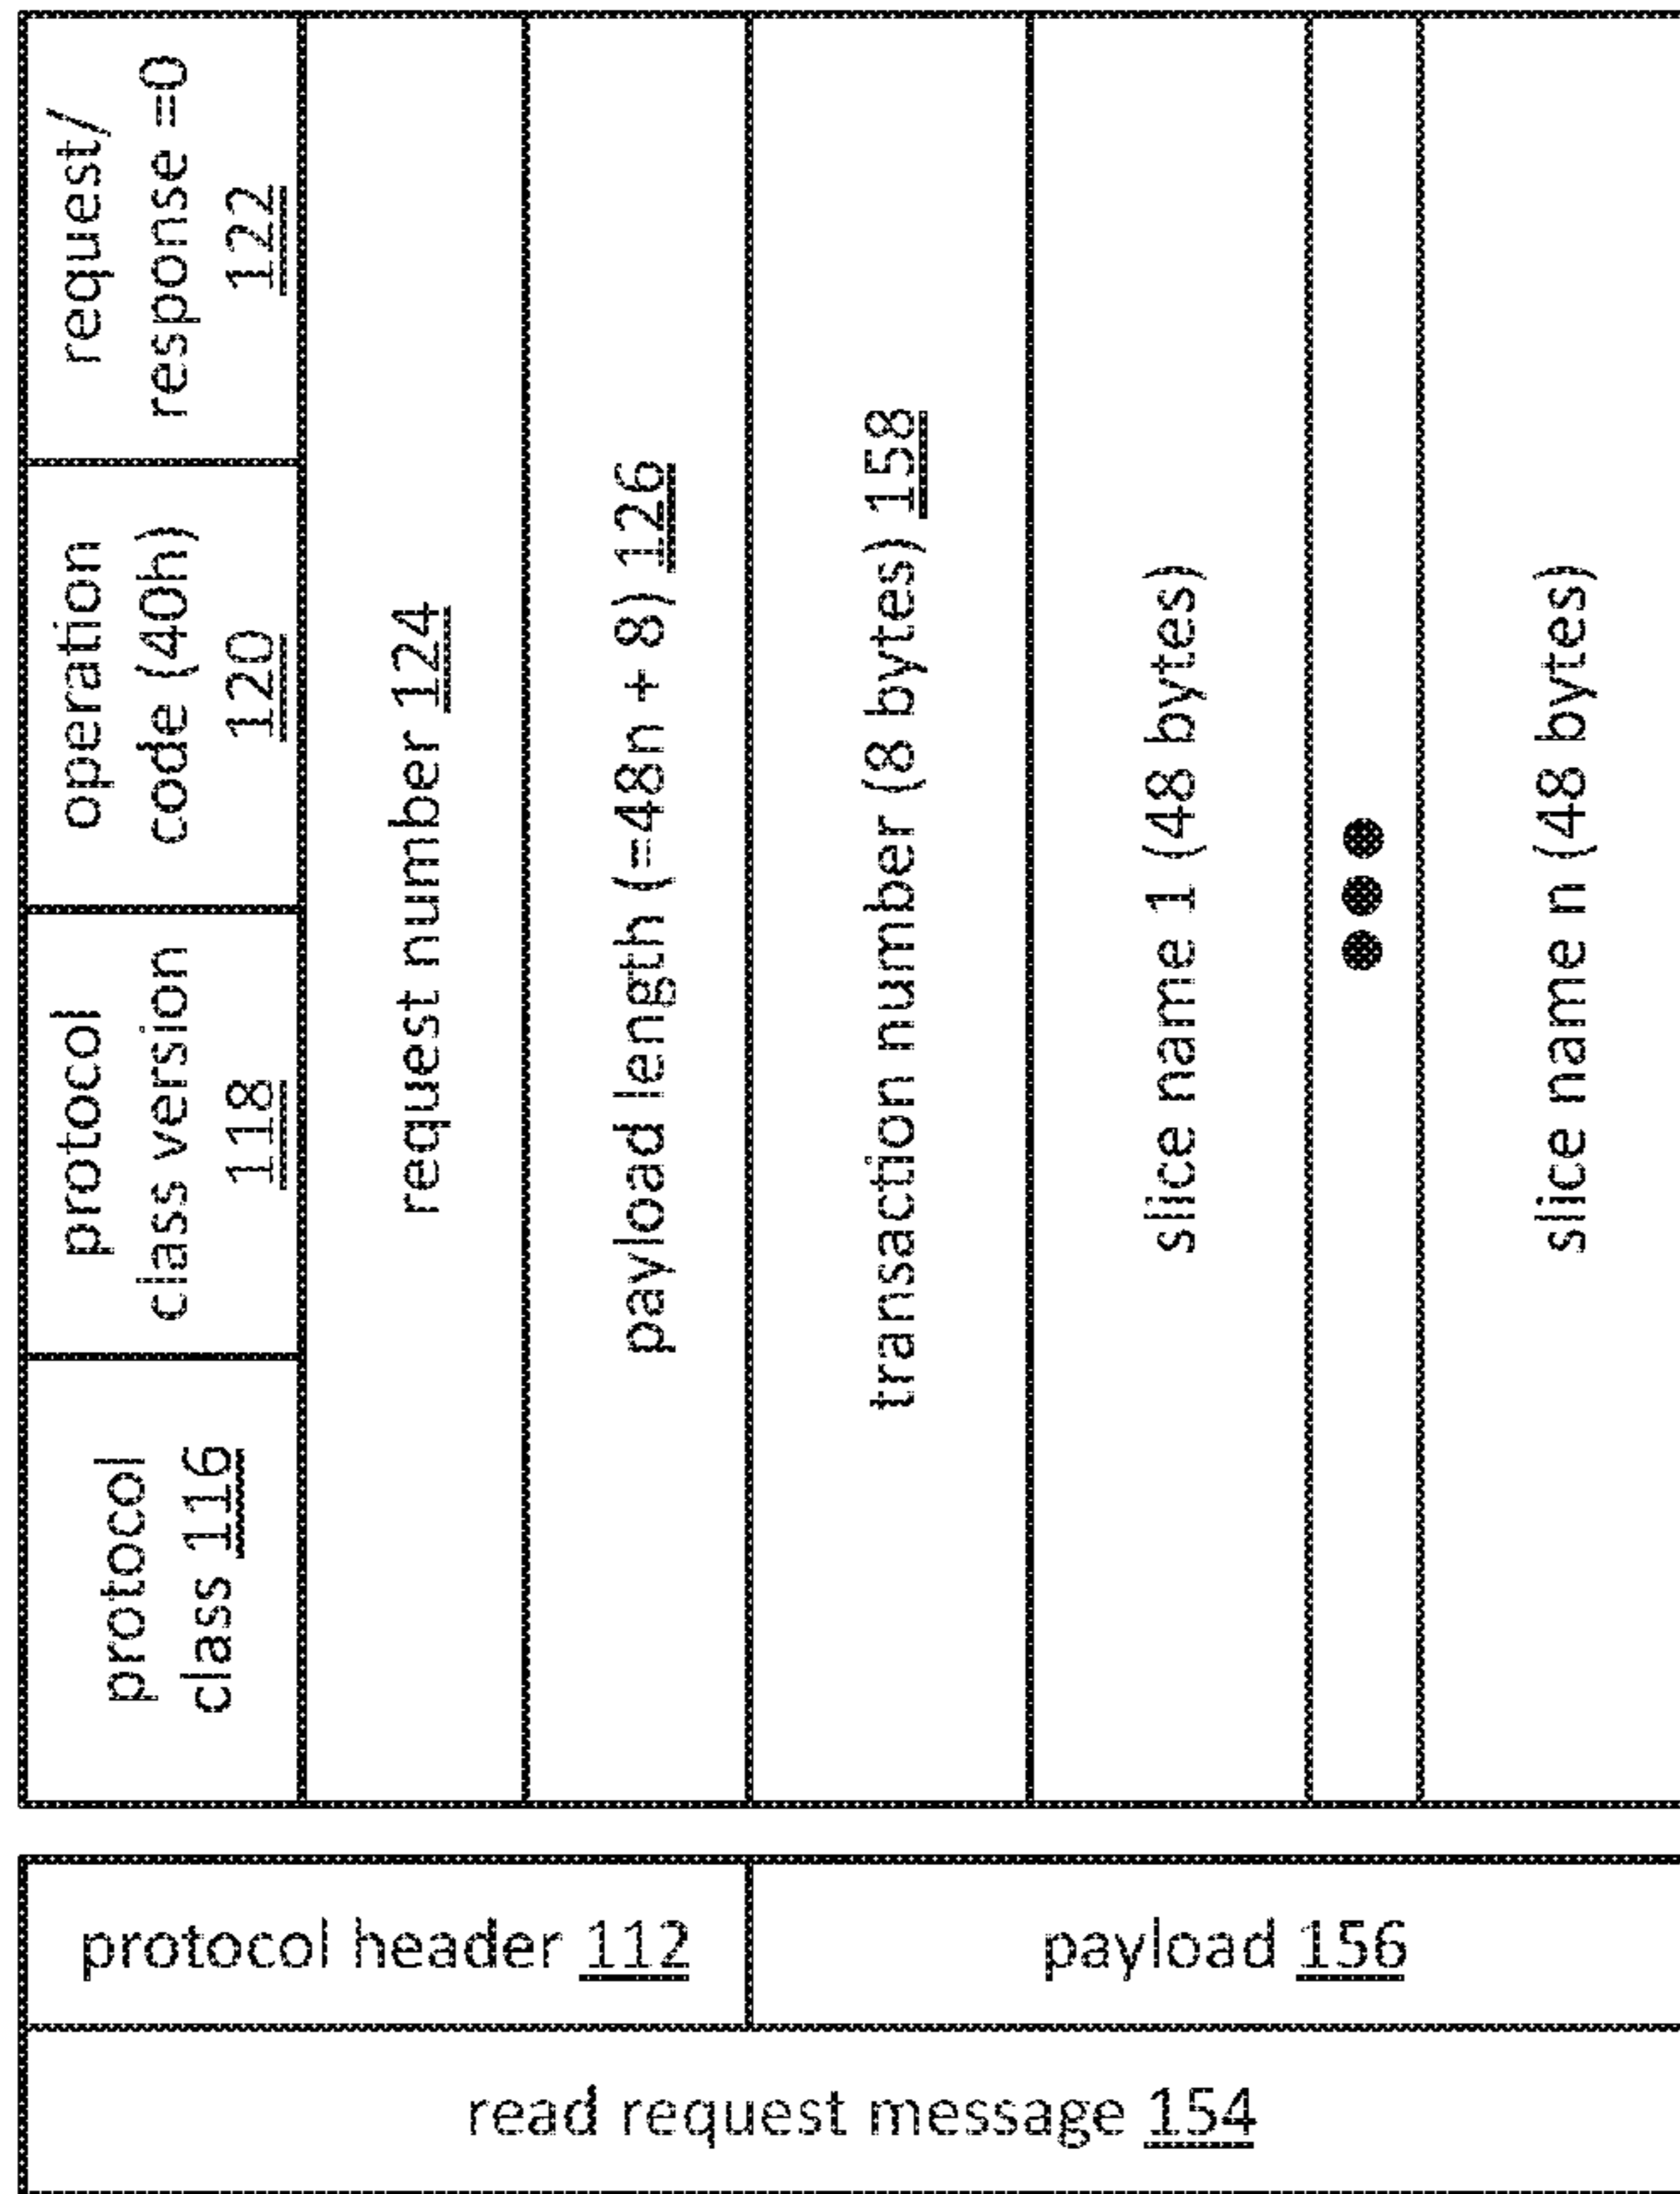 protocol
class 116
protocol
class version
118
operation
code (40h)
120
request/
response =0
122
request number 124
payload length (=48n + 8) 126
transaction number (8 bytes) 158
slice name 1 (48 bytes)
●●●
slice name n (48 bytes)
protocol header 112
payload 156
read request message 154